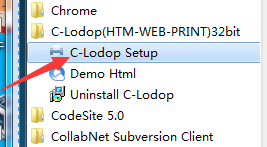 Chrome
C-Lodop(HTM-WEB-PRINT)32bit
C-Lodop Setup
Demo Html
Uninstall C-Lodop
CodeSite 5.0
CollabNet Subversion Client